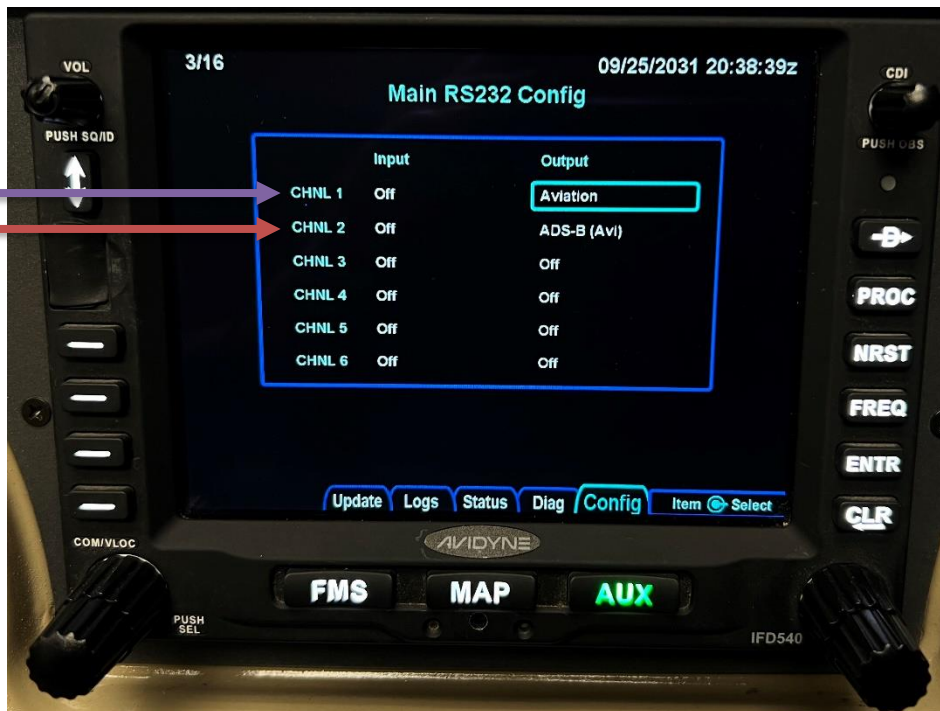 VOL
PUSH SQ/ID
3/16
09/25/2031 20:38:39z
Main RS232 Config
CDI
PUSH OBS
Input Output
CHNL 1 Off Aviation
CHNL 2 Off ADS-B (Avi)
CHNL 3 Off Off
CHNL 4 Off Off
CHNL 5 Off Off
CHNL 6 Off Off
D
PROC
NRST
FREQ
ENTR
CLR
Update Logs Status Diag Config Item Select
AVIDYNE
COM/VLOC
PUSH
SEL
FMS MAP AUX
IFD540